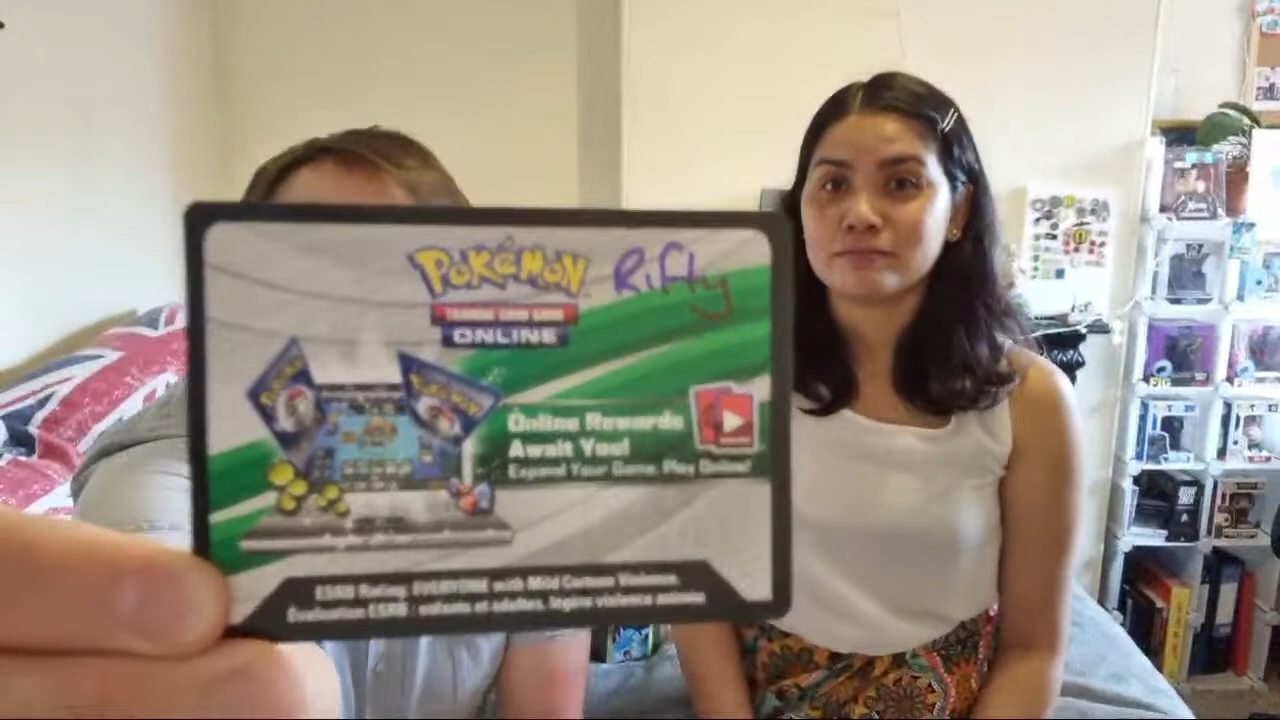 POKéMON Rifty
TRADING CARD GAME
ONLINE
Online Rewards
Await You!
Expand Your Game. Play Online!
ESRB Rating: EVERYONE with Mild Cartoon Violence.
Évaluation ESRB : enfants et adultes, légère violence animée